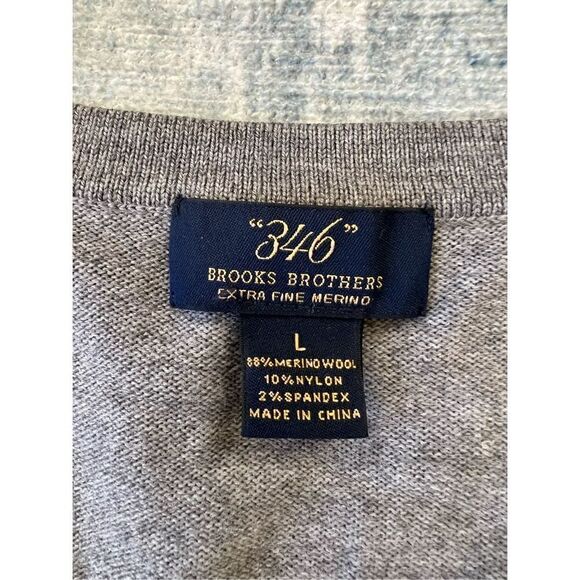 "346"
BROOKS BROTHERS
EXTRA FINE MERINO
L
88% MERINO WOOL
10% NYLON
2% SPANDEX
MADE IN CHINA